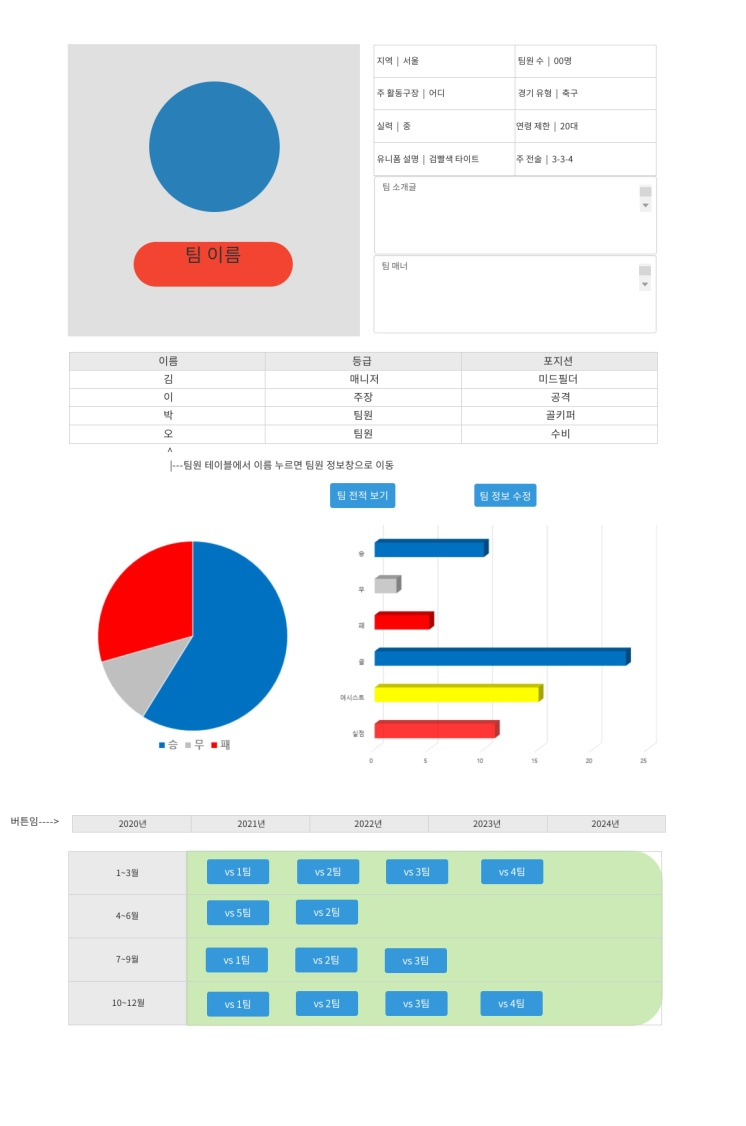 팀 이름
지역 | 서울
팀원 수 | 00명
주 활동구장 | 어디
경기 유형 | 축구
실력 | 중
연령 제한 | 20대
유니폼 설명 | 검빨색 타이트
주 전술 | 3-3-4
팀 소개글
팀 매너
이름 등급 포지션
김 매니저 미드필더
이 주장 공격
박 팀원 골키퍼
오 팀원 수비
^
|---팀원 테이블에서 이름 누르면 팀원 정보창으로 이동
팀 전적 보기
팀 정보 수정
승 무 패
승
무
패
골
어시스트
실점
0 5 10 15 20 25
버튼임---->
2020년 2021년 2022년 2023년 2024년
1~3월 vs 1팀 vs 2팀 vs 3팀 vs 4팀
4~6월 vs 5팀 vs 2팀
7~9월 vs 1팀 vs 2팀 vs 3팀
10~12월 vs 1팀 vs 2팀 vs 3팀 vs 4팀